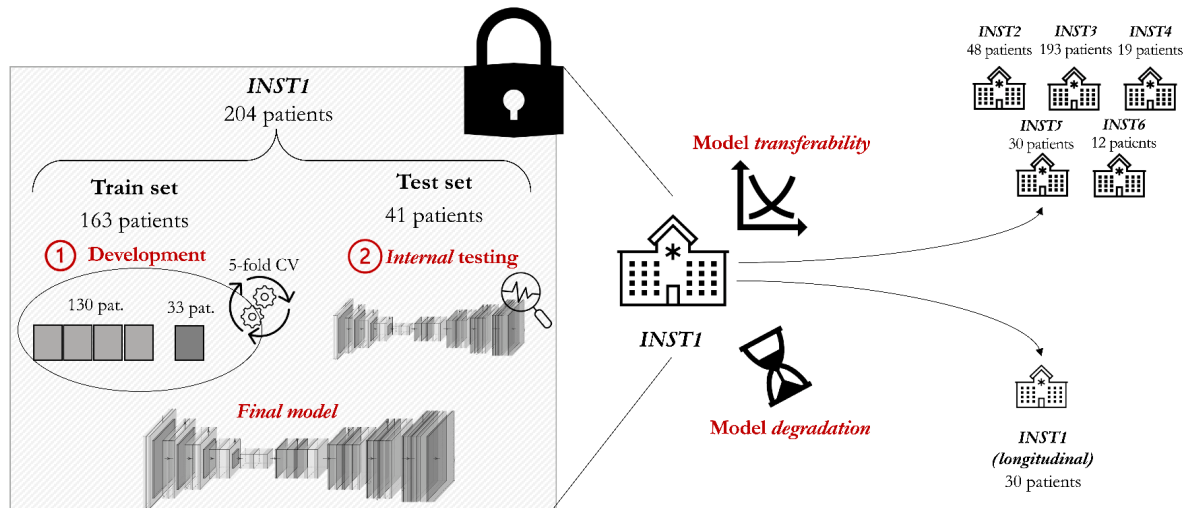 INST1
204 patients
Train set
163 patients
1 Development
5-fold CV
130 pat.
33 pat.
Test set
41 patients
2 Internal testing
Final model
Model transferability
INST1
Model degradation
INST2
48 patients
INST3
193 patients
INST4
19 patients
INST5
30 patients
INST6
12 patients
INST1
(longitudinal)
30 patients